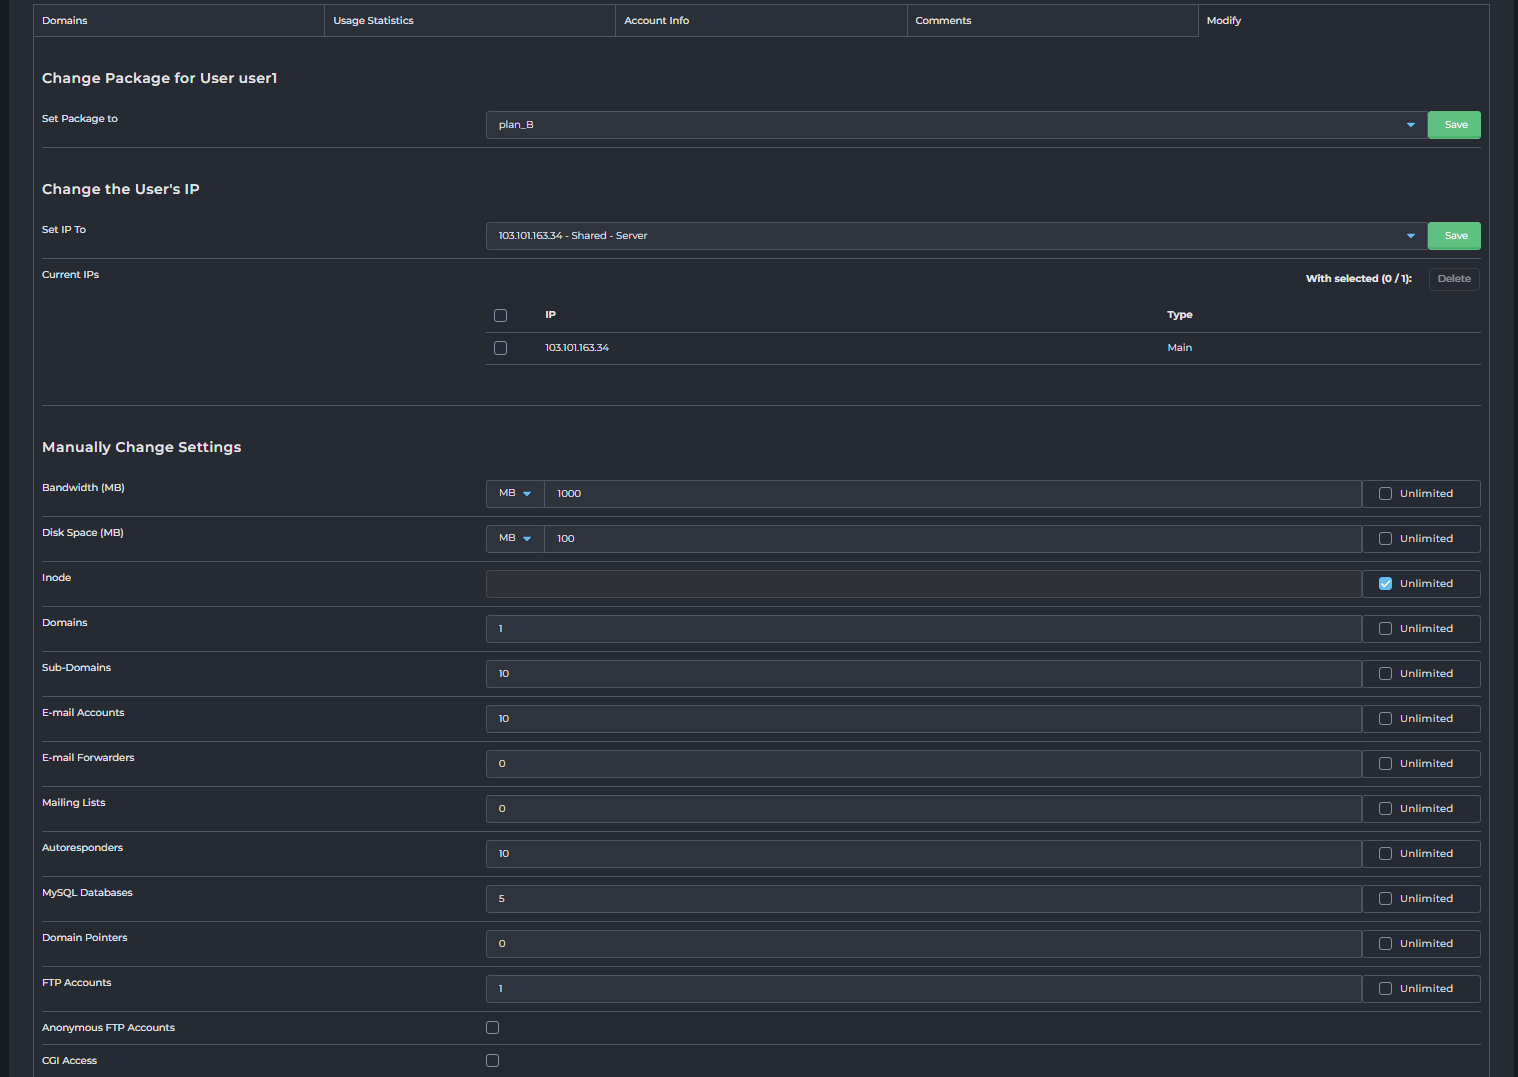 Domains
Usage Statistics
Account Info
Comments
Modify
Change Package for User user1
Set Package to
plan_B
Save
Change the User's IP
Set IP To
103.101.163.34 - Shared - Server
Save
Current IPs
With selected (0 / 1):
Delete
IP
Type
103.101.163.34
Main
Manually Change Settings
Bandwidth (MB)
MB
1000
Unlimited
Disk Space (MB)
MB
100
Unlimited
Inode
Unlimited
Domains
1
Unlimited
Sub-Domains
10
Unlimited
E-mail Accounts
10
Unlimited
E-mail Forwarders
0
Unlimited
Mailing Lists
0
Unlimited
Autoresponders
10
Unlimited
MySQL Databases
5
Unlimited
Domain Pointers
0
Unlimited
FTP Accounts
1
Unlimited
Anonymous FTP Accounts
CGI Access